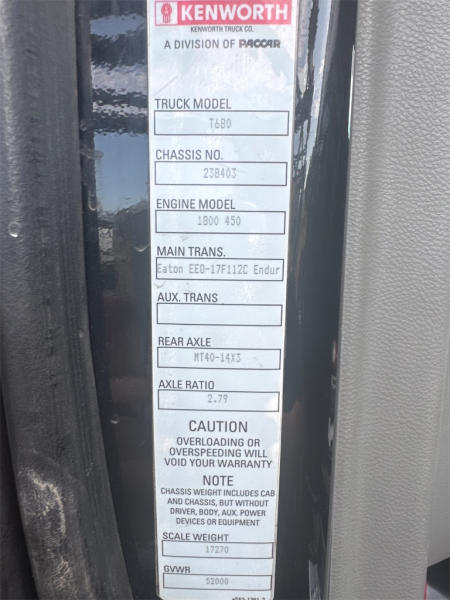 KENWORTH
KENWORTH TRUCK CO.
A DIVISION OF PACCAR
TRUCK MODEL
T680
CHASSIS NO.
238403
ENGINE MODEL
1800 450
MAIN TRANS.
Eaton EEO-17F112C Endur
AUX. TRANS
REAR AXLE
MT40-14X3
AXLE RATIO
2.79
CAUTION
OVERLOADING OR
OVERSPEEDING WILL
VOID YOUR WARRANTY
NOTE
CHASSIS WEIGHT INCLUDES CAB
AND CHASSIS, BUT WITHOUT
DRIVER, BODY, AUX. POWER
DEVICES OR EQUIPMENT
SCALE WEIGHT
17270
GVWR
52000